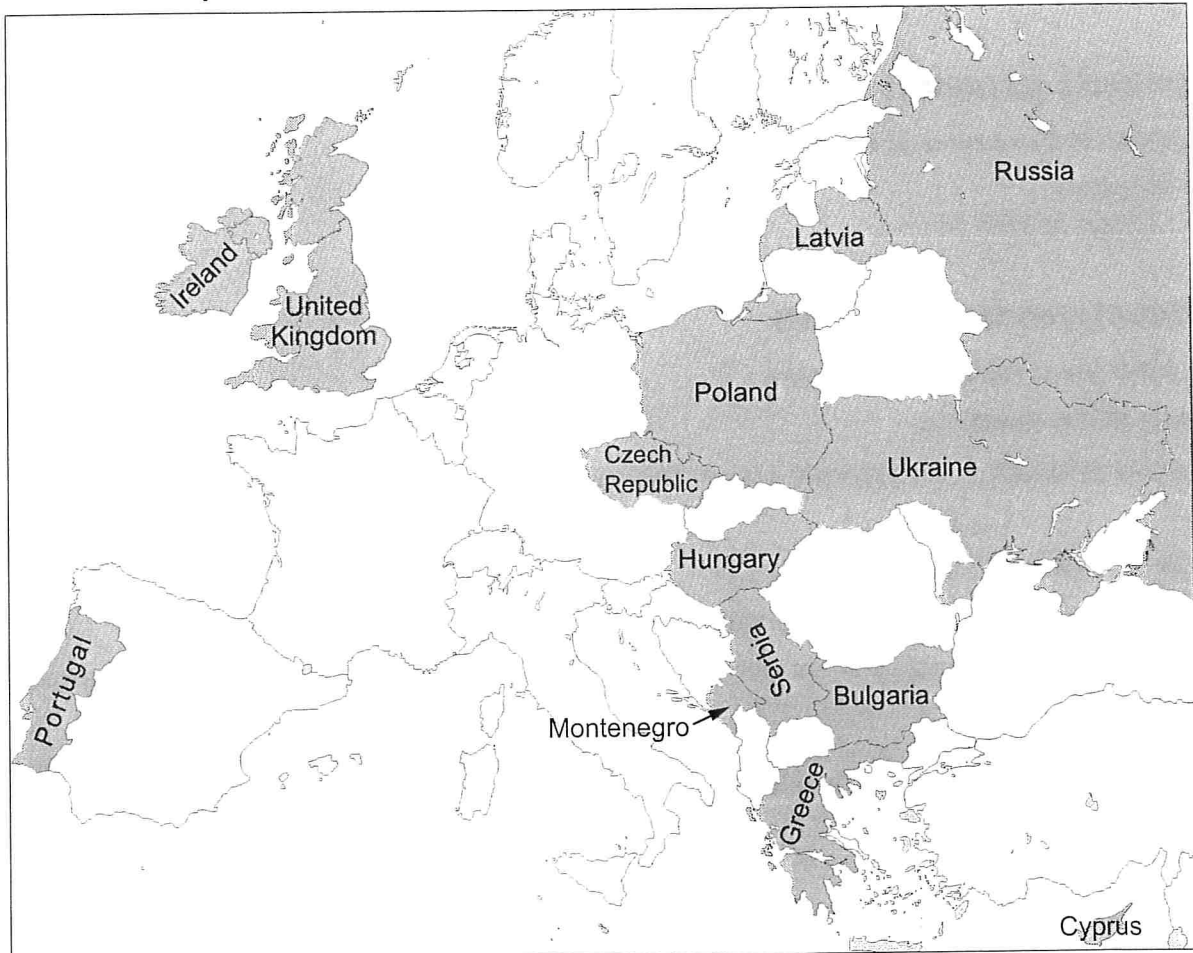 Russia
Latvia
Ireland
United
Kingdom
Poland
Czech
Republic
Ukraine
Hungary
Portugal
Serbia
Bulgaria
Montenegro
Greece
Cyprus